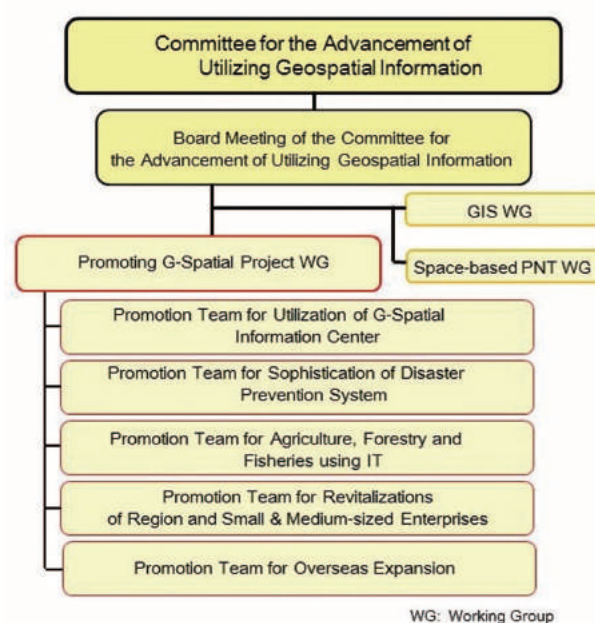 Committee for the Advancement of
Utilizing Geospatial Information
Board Meeting of the Committee for
the Advancement of Utilizing Geospatial Information
GIS WG
Promoting G-Spatial Project WG
Space-based PNT WG
Promotion Team for Utilization of G-Spatial
Information Center
Promotion Team for Sophistication of Disaster
Prevention System
Promotion Team for Agriculture, Forestry and
Fisheries using IT
Promotion Team for Revitalizations
of Region and Small & Medium-sized Enterprises
Promotion Team for Overseas Expansion
WG: Working Group